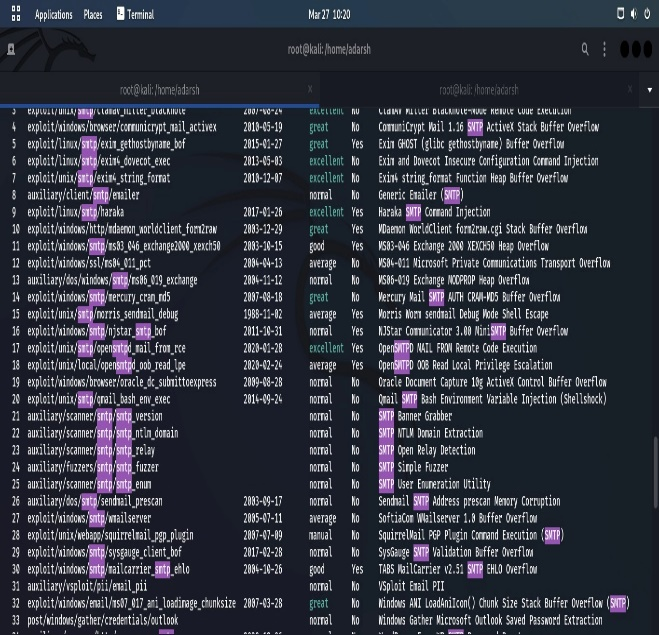 Applications Places Terminal Mar 27 10:20
root@kali: /home/adarsh
root@kali: /home/adarsh x root@kali: /home/adarsh x
3 exploit/unix/smtp/clamav_milter_blackhole 2007-08-24 excellent No ClamAV Milter Blackhole-Mode Remote Code Execution
4 exploit/windows/browser/communicrypt_mail_activex 2010-05-19 great No CommuniCrypt Mail 1.16 SMTP ActiveX Stack Buffer Overflow
5 exploit/linux/smtp/exim_gethostbyname_bof 2015-01-27 great Yes Exim GHOST (glibc gethostbyname) Buffer Overflow
6 exploit/linux/smtp/exim4_dovecot_exec 2013-05-03 excellent No Exim and Dovecot Insecure Configuration Command Injection
7 exploit/unix/smtp/exim4_string_format 2010-12-07 excellent No Exim4 string_format Function Heap Buffer Overflow
8 auxiliary/client/smtp/emailer normal No Generic Emailer (SMTP)
9 exploit/linux/smtp/haraka 2017-01-26 excellent Yes Haraka SMTP Command Injection
10 exploit/windows/http/mdaemon_worldclient_form2raw 2003-12-29 great Yes MDaemon WorldClient form2raw.cgi Stack Buffer Overflow
11 exploit/windows/smtp/ms03_046_exchange2000_xexch50 2003-10-15 good Yes MS03-046 Exchange 2000 XEXCH50 Heap Overflow
12 exploit/windows/ssl/ms04_011_pct 2004-04-13 average No MS04-011 Microsoft Private Communications Transport Overflow
13 auxiliary/dos/windows/smtp/ms06_019_exchange 2004-11-12 normal No MS06-019 Exchange MODPROP Heap Overflow
14 exploit/windows/smtp/mercury_cram_md5 2007-08-18 great No Mercury Mail SMTP AUTH CRAM-MD5 Buffer Overflow
15 exploit/unix/smtp/morris_sendmail_debug 1988-11-02 average Yes Morris Worm sendmail Debug Mode Shell Escape
16 exploit/windows/smtp/njstar_smtp_bof 2011-10-31 normal Yes NJStar Communicator 3.00 MiniSMTP Buffer Overflow
17 exploit/unix/smtp/opensmtpd_mail_from_rce 2020-01-28 excellent Yes OpenSMTPD MAIL FROM Remote Code Execution
18 exploit/unix/local/opensmtpd_oob_read_lpe 2020-02-24 average Yes OpenSMTPD OOB Read Local Privilege Escalation
19 exploit/windows/browser/oracle_dc_submittoexpress 2009-08-28 normal No Oracle Document Capture 10g ActiveX Control Buffer Overflow
20 exploit/unix/smtp/qmail_bash_env_exec 2014-09-24 normal No Qmail SMTP Bash Environment Variable Injection (Shellshock)
21 auxiliary/scanner/smtp/smtp_version normal No SMTP Banner Grabber
22 auxiliary/scanner/smtp/smtp_ntlm_domain normal No SMTP NTLM Domain Extraction
23 auxiliary/scanner/smtp/smtp_relay normal No SMTP Open Relay Detection
24 auxiliary/fuzzers/smtp/smtp_fuzzer normal No SMTP Simple Fuzzer
25 auxiliary/scanner/smtp/smtp_enum normal No SMTP User Enumeration Utility
26 auxiliary/dos/smtp/sendmail_prescan 2003-09-17 normal No Sendmail SMTP Address prescan Memory Corruption
27 exploit/windows/smtp/wmailserver 2005-07-11 average No SoftiaCom WMailserver 1.0 Buffer Overflow
28 exploit/unix/webapp/squirrelmail_pgp_plugin 2007-07-09 manual No SquirrelMail PGP Plugin Command Execution (SMTP)
29 exploit/windows/smtp/sysgauge_client_bof 2017-02-28 normal No SysGauge SMTP Validation Buffer Overflow
30 exploit/windows/smtp/mailcarrier_smtp_ehlo 2004-10-26 good Yes TABS MailCarrier v2.51 SMTP EHLO Overflow
31 auxiliary/vsploit/pii/email_pii normal No VSploit Email PII
32 exploit/windows/email/ms07_017_ani_loadimage_chunksize 2007-03-28 great No Windows ANI LoadAniIcon() Chunk Size Stack Buffer Overflow (SMTP)
33 post/windows/gather/credentials/outlook normal No Windows Gather Microsoft Outlook Saved Password Extraction